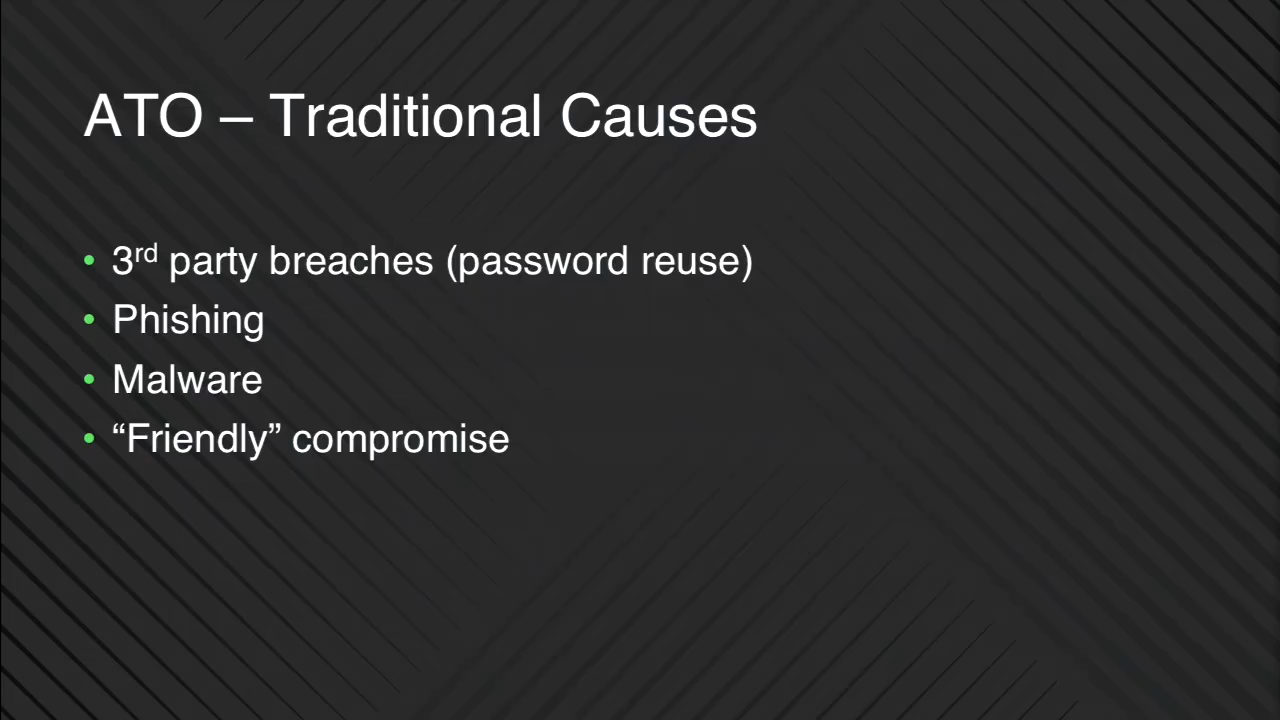 ATO – Traditional Causes
• 3rd party breaches (password reuse)
• Phishing
• Malware
• “Friendly” compromise